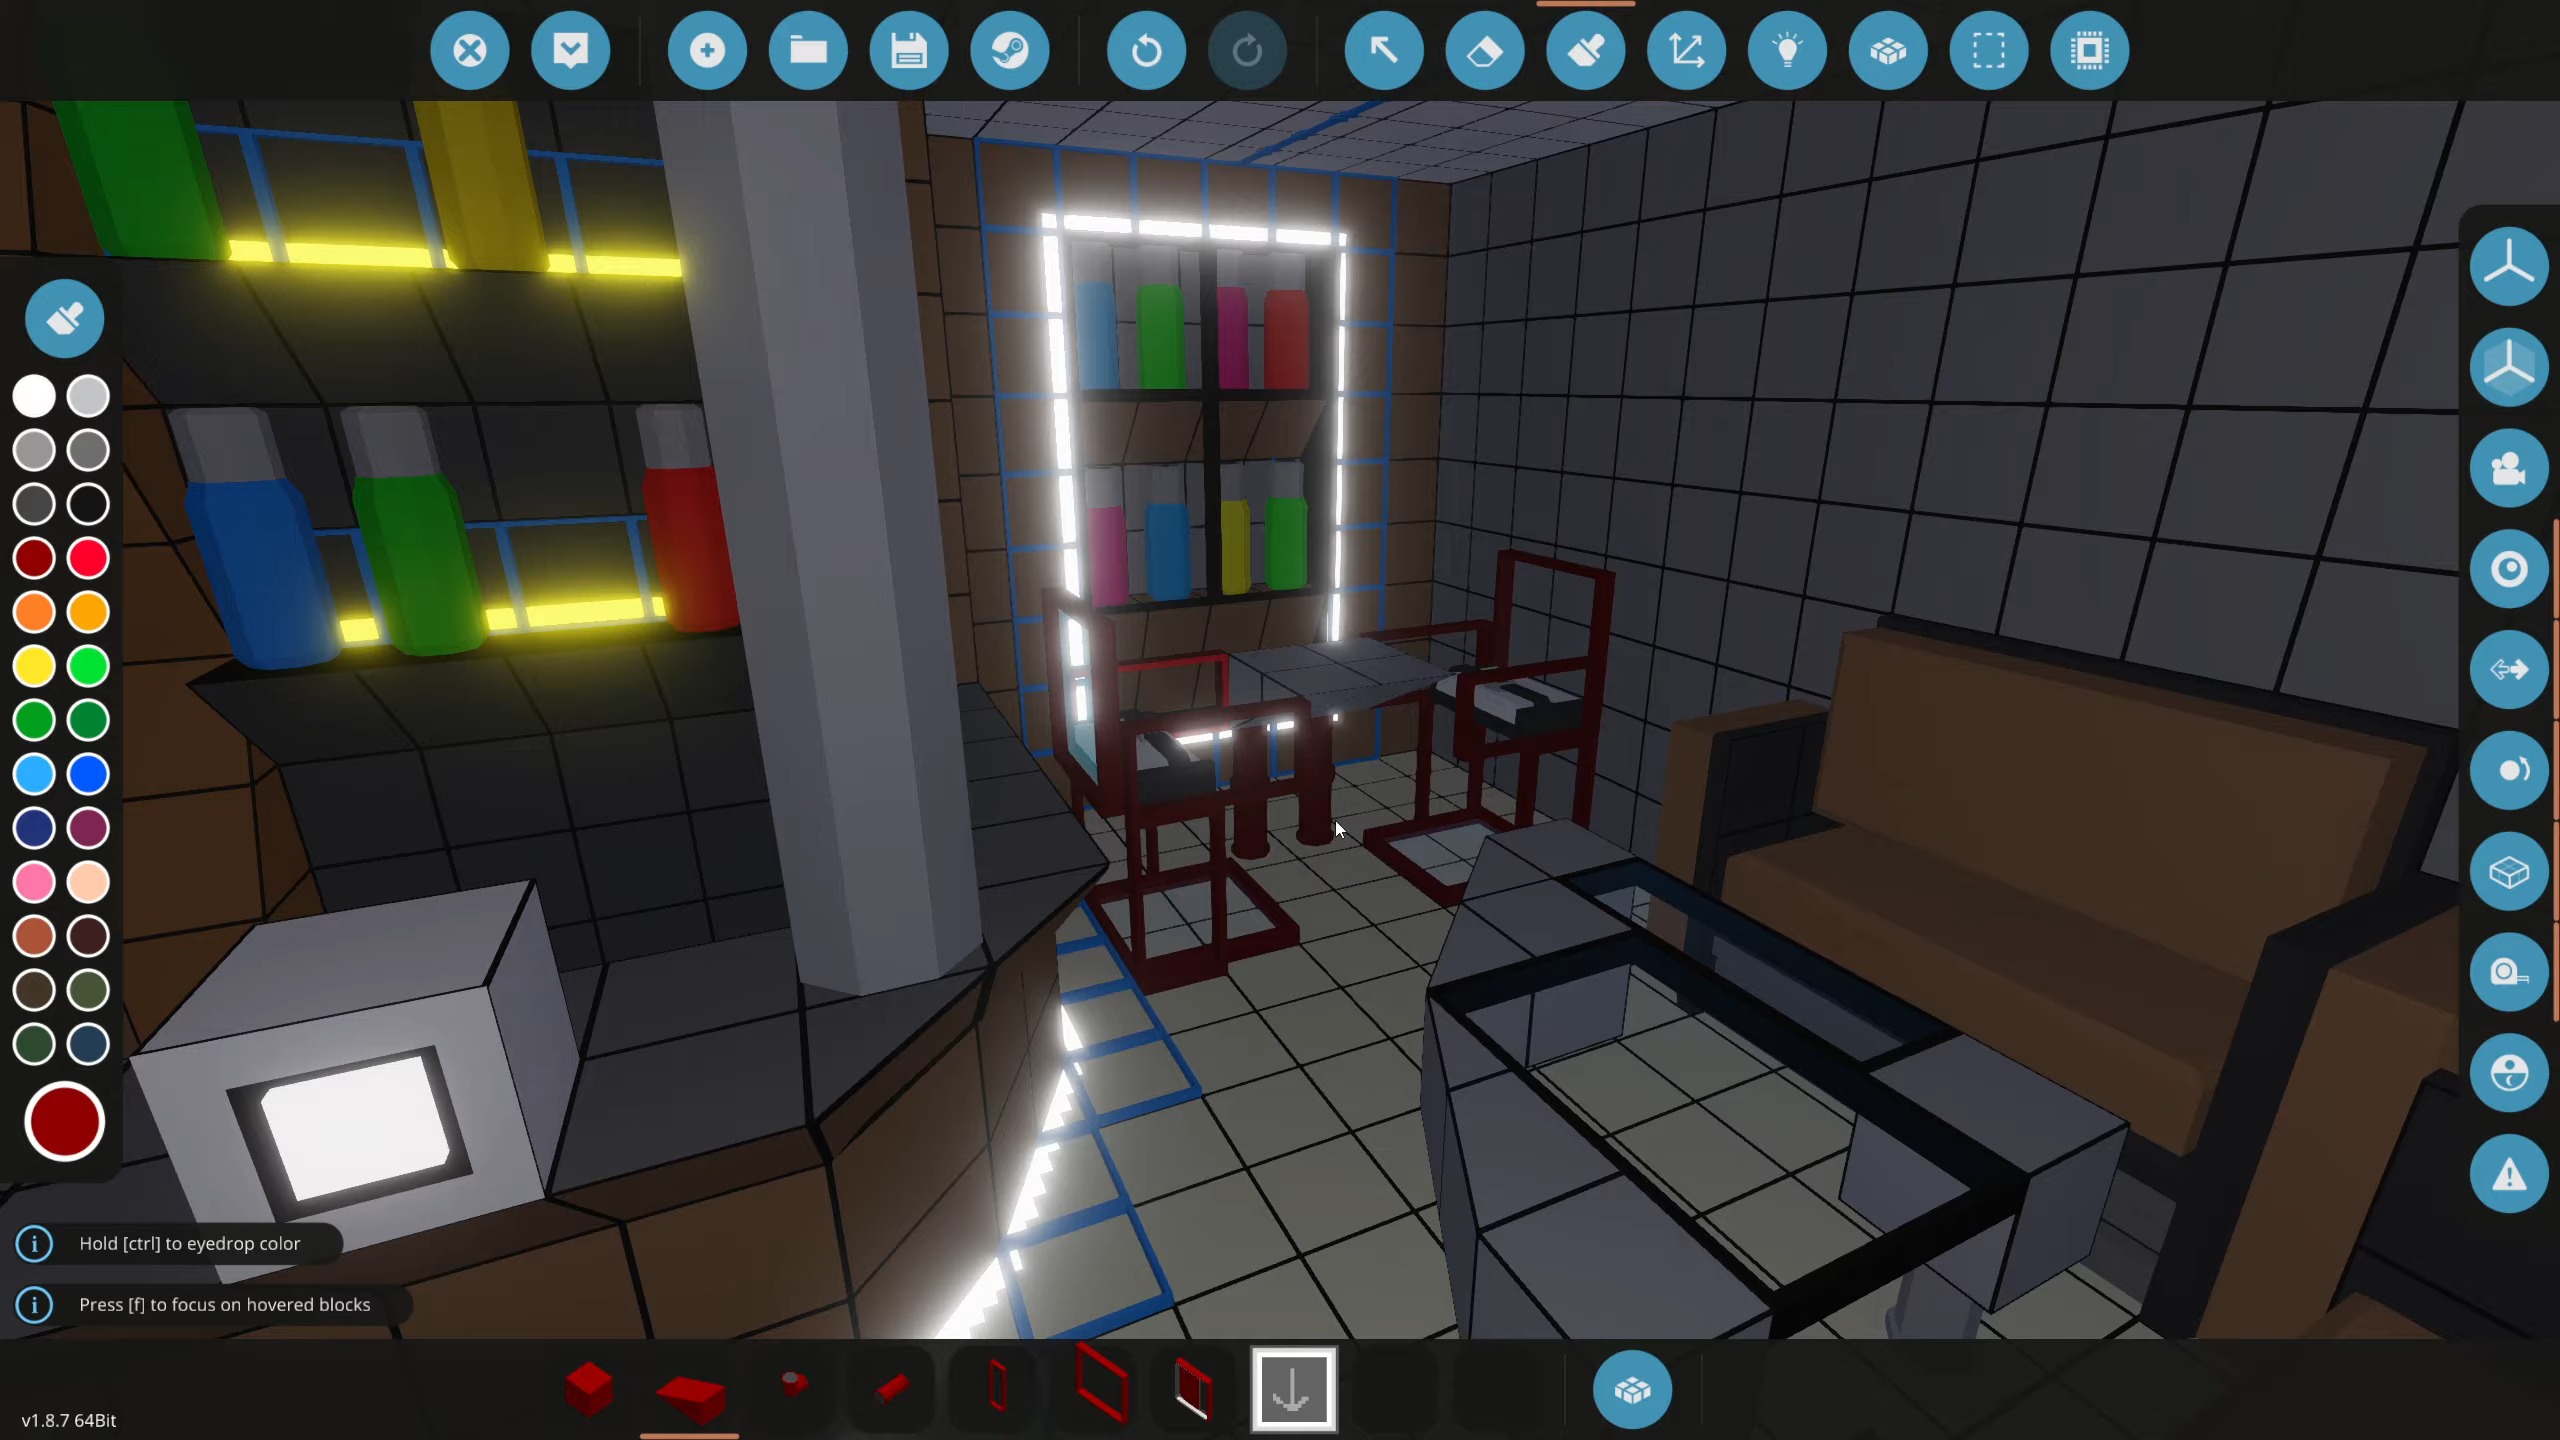 Hold [ctrl] to eyedrop color
Press [f] to focus on hovered blocks
v1.8.7 64Bit